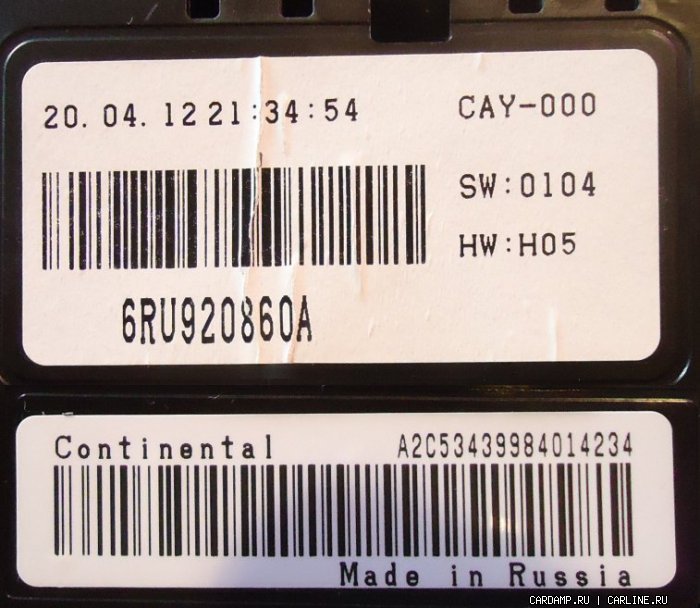 20. 04. 12 21:34:54
CAY-000
SW:0104
HW:H05
6RU920860A
Continental
A2C53439984014234
Made in Russia
CARDAMP.RU | CARLINE.RU